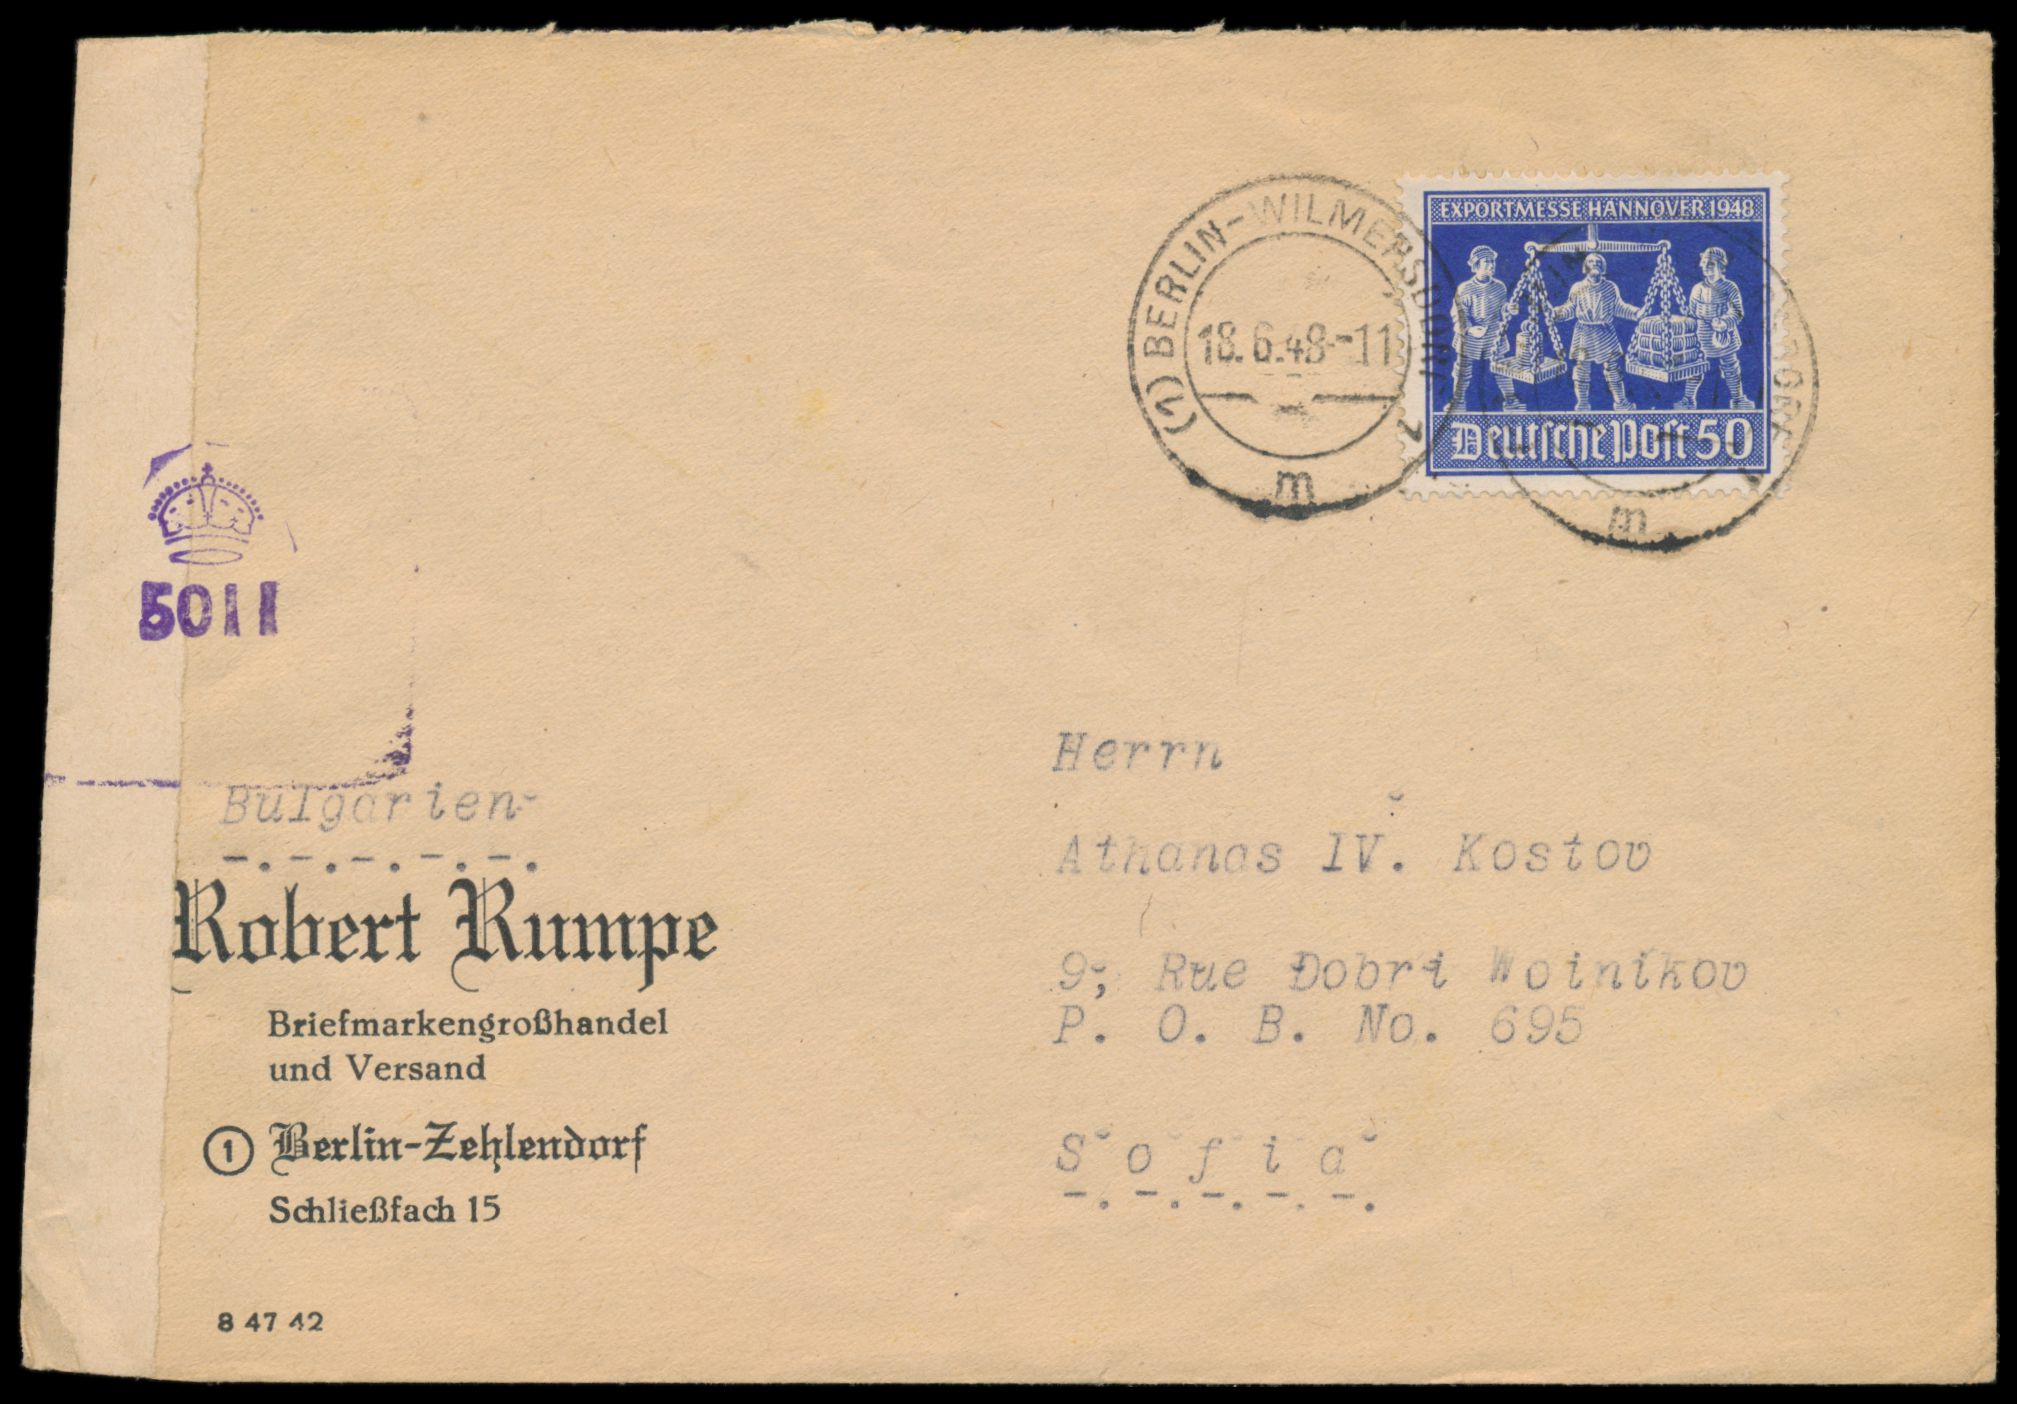 (1) BERLIN-WILMERSDORF 2
18.6.48.-11
m
EXPORTMESSE HANNOVER 1948
Deutsche Post 50
m
5011
Bulgarien
Robert Rumpe
Briefmarkengroßhandel
und Versand
1 Berlin-Zehlendorf
Schließfach 15
8 47 42
Herrn
Athanas IV. Kostov
9, Rue Dobri Woinikov
P. O. B. No. 695
Sofia